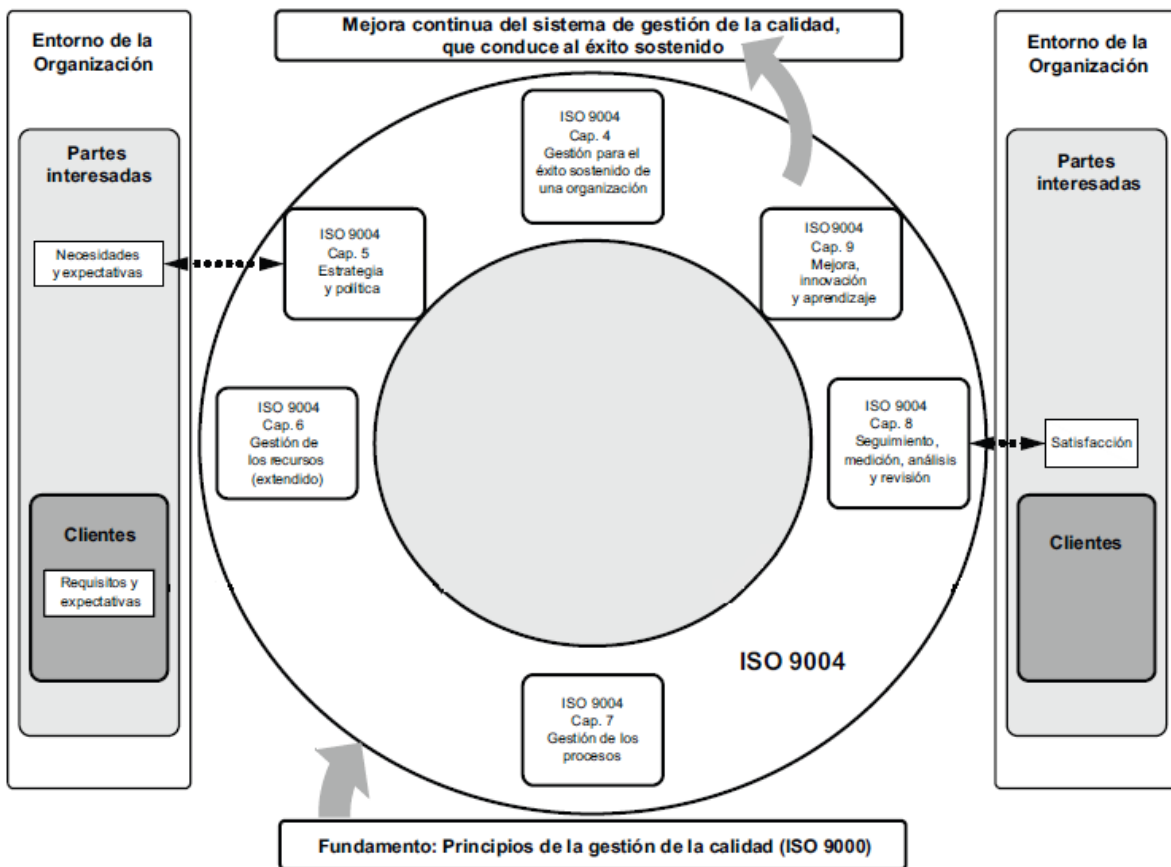 Mejora continua del sistema de gestión de la calidad,
que conduce al éxito sostenido
Entorno de la
Organización
Partes
interesadas
Necesidades
y expectativas
Clientes
Requisitos y
expectativas
ISO 9004
Cap. 4
Gestión para el
éxito sostenido de
una organización
ISO 9004
Cap. 5
Estrategia
y política
ISO 9004
Cap. 9
Mejora,
innovación
y aprendizaje
ISO 9004
Cap. 6
Gestión de
los recursos
(extendido)
ISO 9004
Cap. 8
Seguimiento,
medición, análisis
y revisión
ISO 9004
ISO 9004
Cap. 7
Gestión de los
procesos
Entorno de la
Organización
Partes
interesadas
Satisfacción
Clientes
Fundamento: Principios de la gestión de la calidad (ISO 9000)